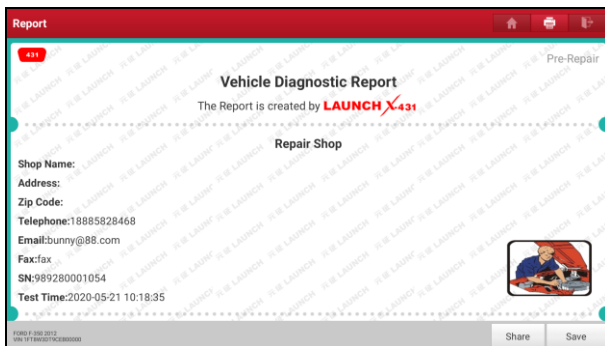 Report
431
Pre-Repair
Vehicle Diagnostic Report
The Report is created by LAUNCH X-431
Repair Shop
Shop Name:
Address:
Zip Code:
Telephone:18885828468
Email:bunny@88.com
Fax:fax
SN:989280001054
Test Time:2020-05-21 10:18:35
FORD F-350 2012
Share
Save